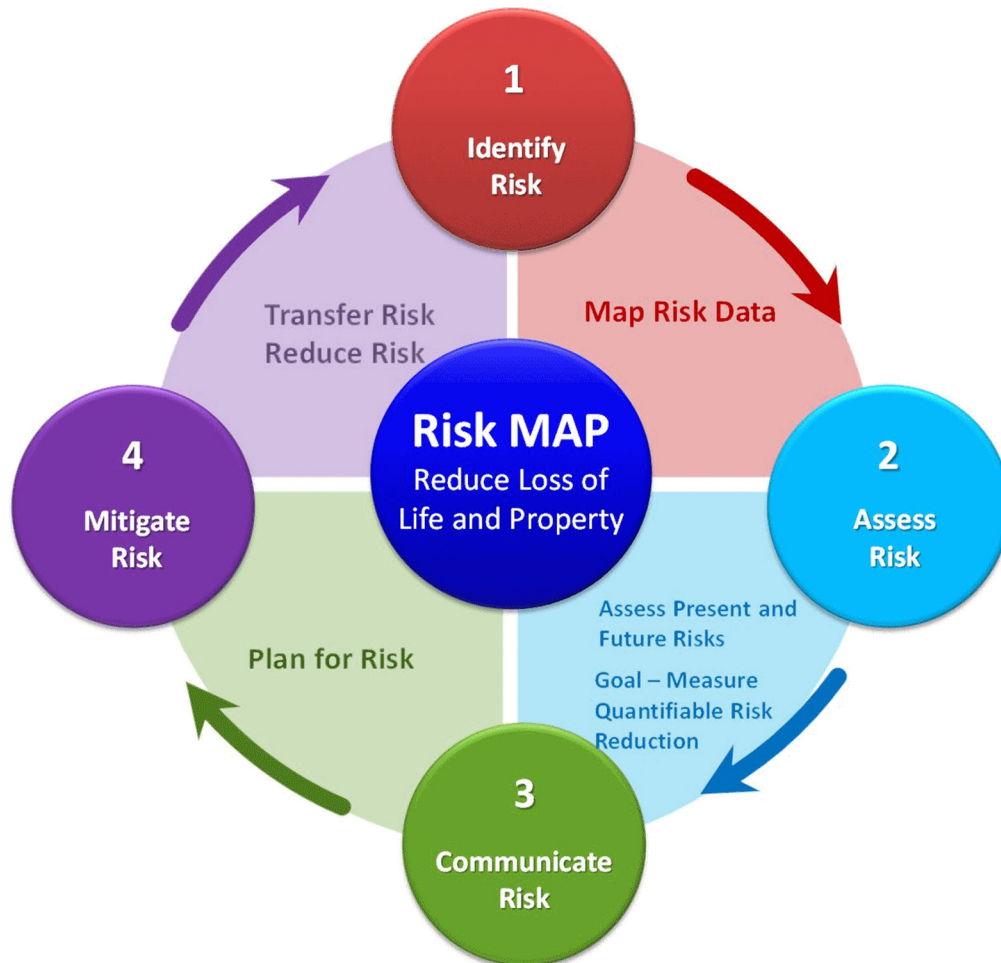 1
Identify
Risk
Map Risk Data
2
Assess
Risk
Assess Present and
Future Risks
Goal – Measure
Quantifiable Risk
Reduction
3
Communicate
Risk
Plan for Risk
4
Mitigate
Risk
Transfer Risk
Reduce Risk
Risk MAP
Reduce Loss of
Life and Property